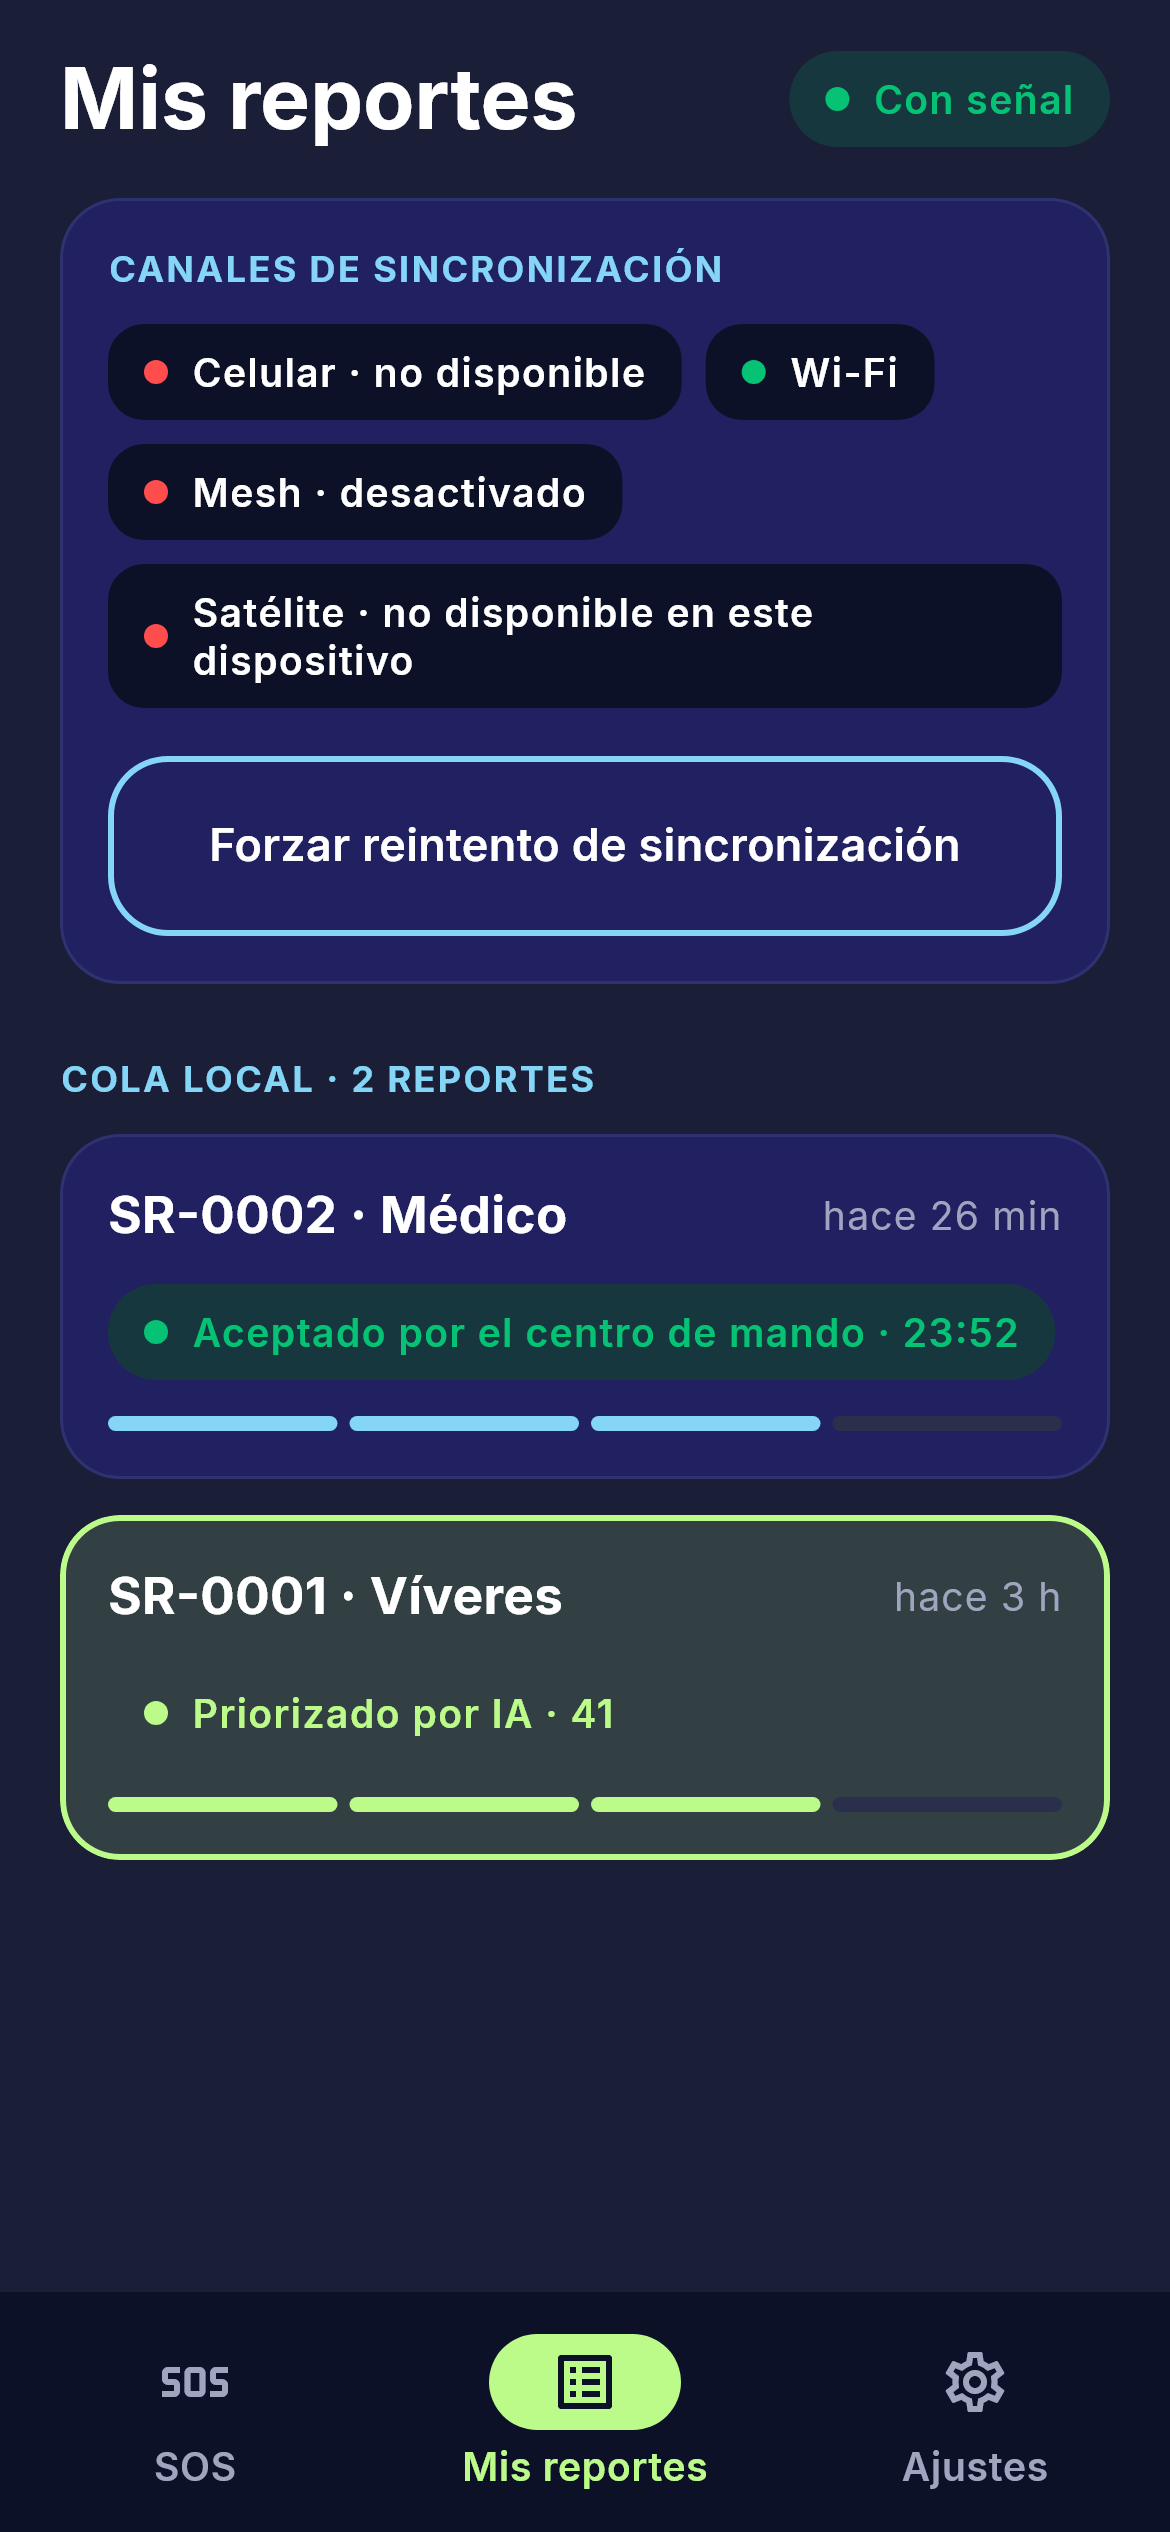 Mis reportes
Con señal
CANALES DE SINCRONIZACIÓN
Celular · no disponible
Wi-Fi
Mesh · desactivado
Satélite · no disponible en este
dispositivo
Forzar reintento de sincronización
COLA LOCAL · 2 REPORTES
SR-0002 · Médico
hace 26 min
Aceptado por el centro de mando · 23:52
SR-0001 · Víveres
hace 3 h
Priorizado por IA · 41
SOS
SOS
Mis reportes
Ajustes